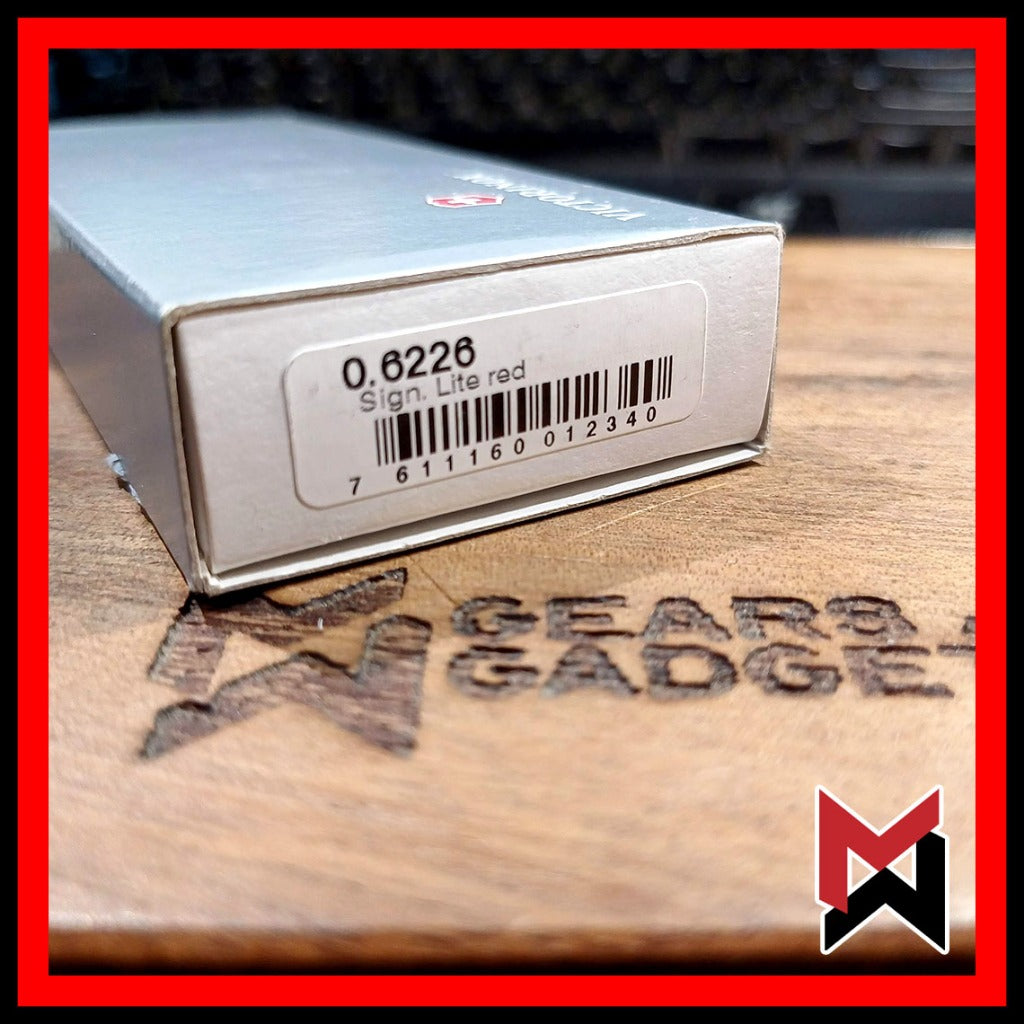 VICTORINOX
0.6226
Sign. Lite red
7 611160 012340
GEARS
GADGET